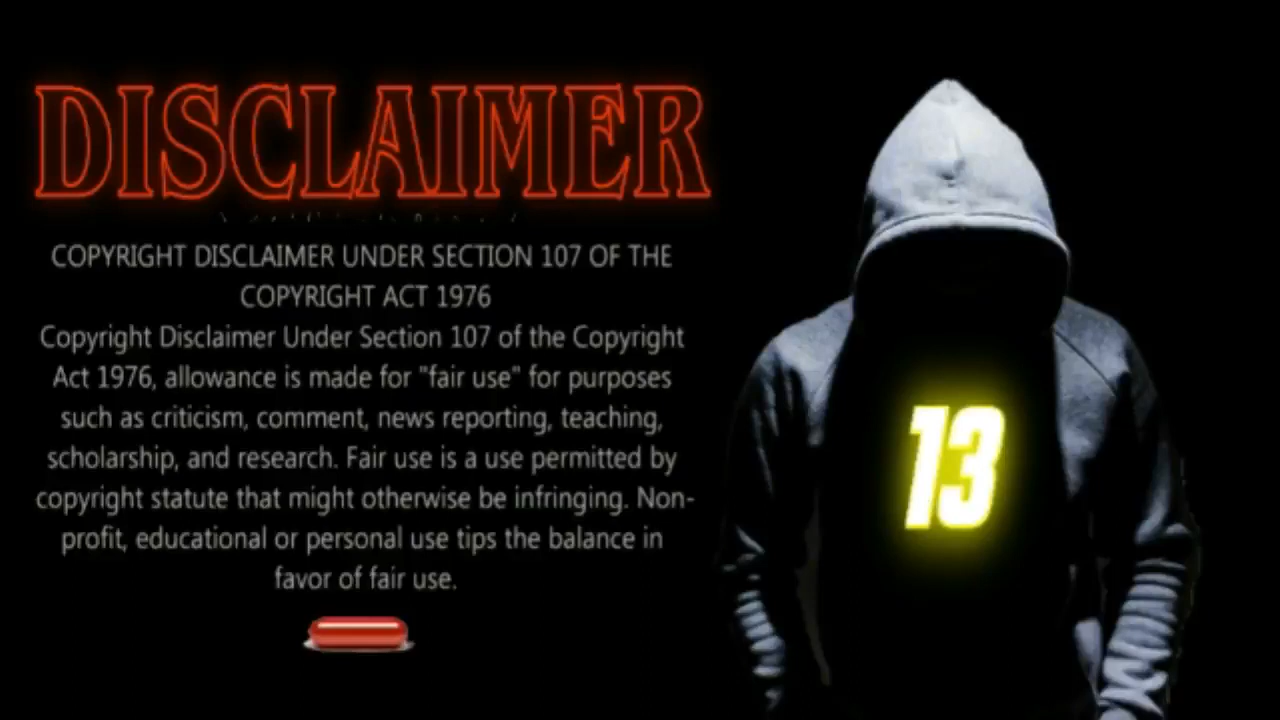 DISCLAIMER
COPYRIGHT DISCLAIMER UNDER SECTION 107 OF THE
COPYRIGHT ACT 1976
Copyright Disclaimer Under Section 107 of the Copyright
Act 1976, allowance is made for "fair use" for purposes
such as criticism, comment, news reporting, teaching,
scholarship, and research. Fair use is a use permitted by
copyright statute that might otherwise be infringing. Non-
profit, educational or personal use tips the balance in
favor of fair use.
13